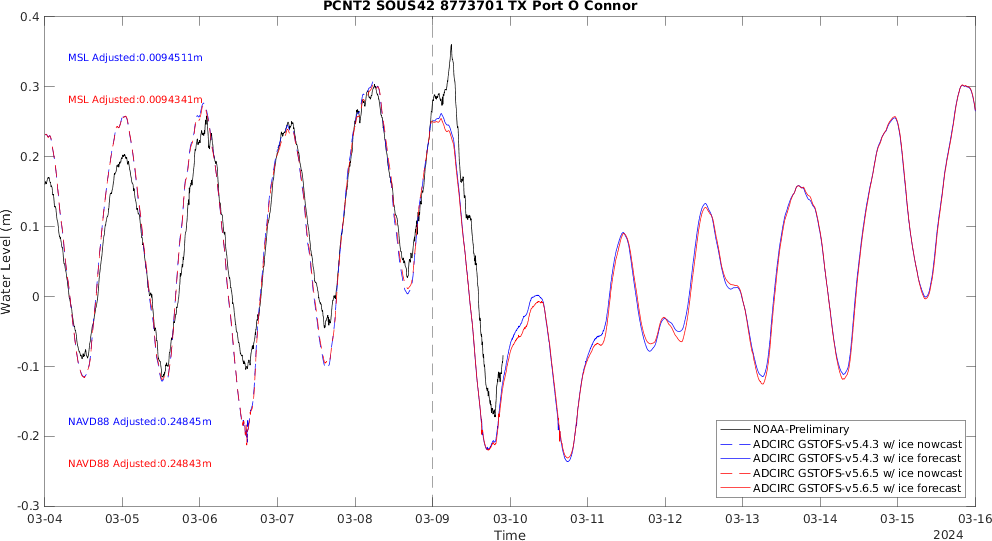 PCNT2 SOUS42 8773701 TX Port O Connor
0.4
0.3
0.2
0.1
0
-0.1
-0.2
-0.3
Water Level (m)
MSL Adjusted:0.0094511m
MSL Adjusted:0.0094341m
NAVD88 Adjusted:0.24845m
NAVD88 Adjusted:0.24843m
NOAA-Preliminary
ADCIRC GSTOFS-v5.4.3 w/ ice nowcast
ADCIRC GSTOFS-v5.4.3 w/ ice forecast
ADCIRC GSTOFS-v5.6.5 w/ ice nowcast
ADCIRC GSTOFS-v5.6.5 w/ ice forecast
03-04 03-05 03-06 03-07 03-08 03-09 03-10 03-11 03-12 03-13 03-14 03-15 03-16
Time
2024